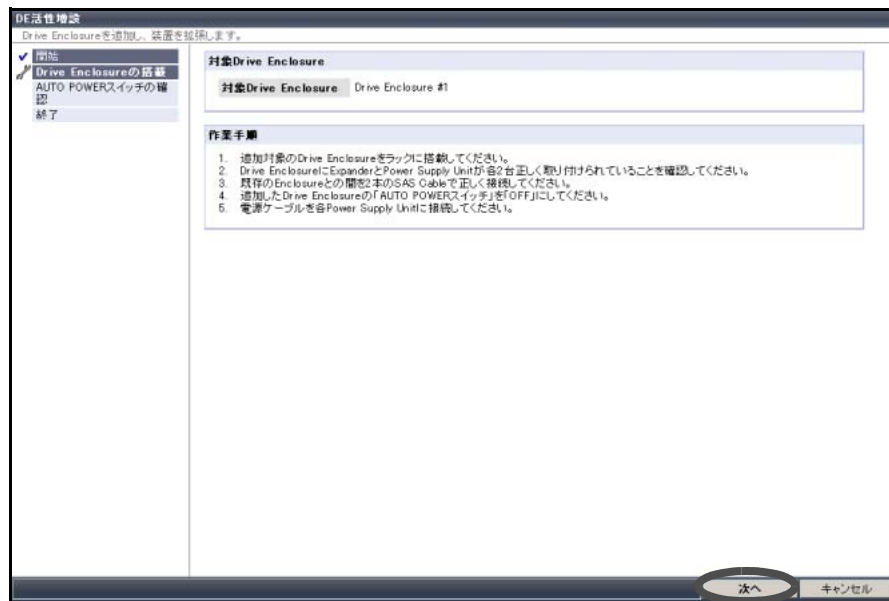 DE活性増設
Drive Enclosureを追加し、装置を拡張します。
開始
Drive Enclosureの搭載
AUTO POWERスイッチの確
認
終了
対象Drive Enclosure
対象Drive Enclosure Drive Enclosure #1
作業手順
1. 追加対象のDrive Enclosureをラックに搭載してください。
2. Drive EnclosureにExpanderとPower Supply Unitが各2台正しく取り付けられていることを確認してください。
3. 既存のEnclosureとの間を2本のSAS Cableで正しく接続してください。
4. 追加したDrive Enclosureの「AUTO POWERスイッチ」を「OFF」にしてください。
5. 電源ケーブルを各Power Supply Unitに接続してください。
次へ
キャンセル